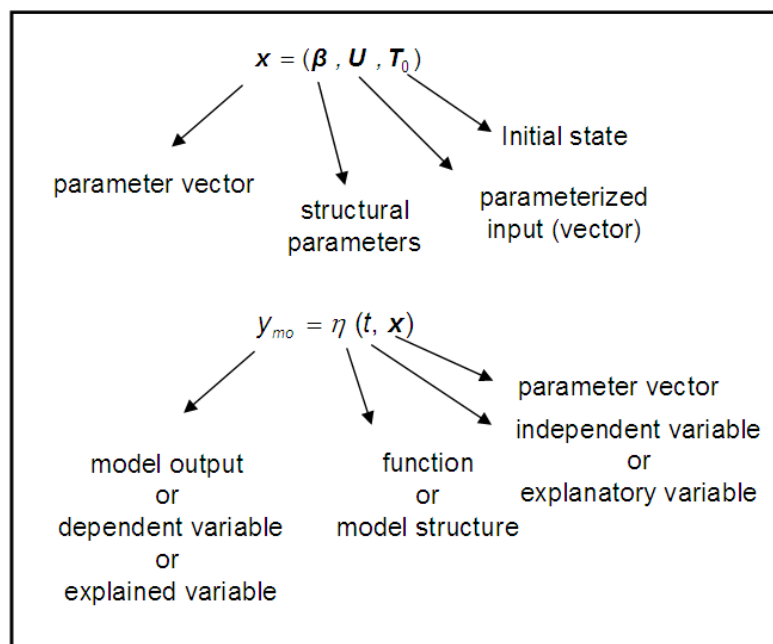 x = (β , U , T₀)
Initial state
parameter vector
parameterized
input (vector)
structural
parameters
y_mo = η (t, x)
parameter vector
independent variable
or
explanatory variable
model output
or
dependent variable
or
explained variable
function
or
model structure